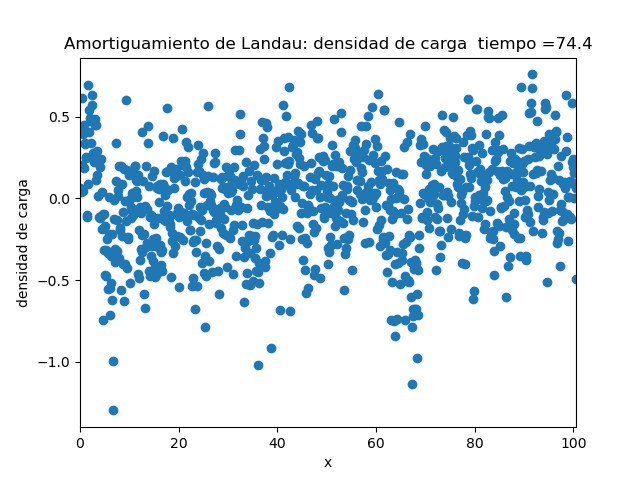 Amortiguamiento de Landau: densidad de carga  tiempo =74.4
densidad de carga
0.5
0.0
−0.5
−1.0
0 20 40 60 80 100
x